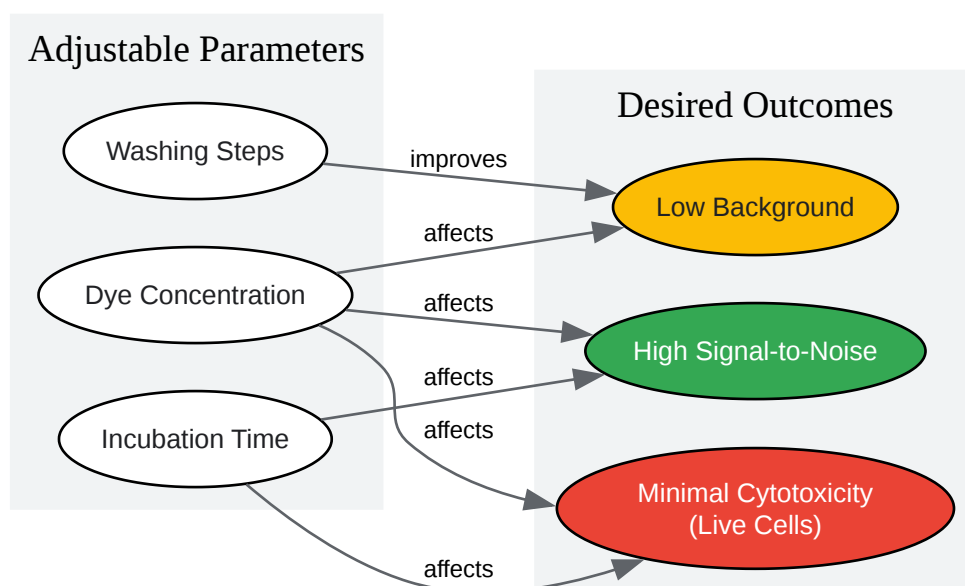 Adjustable Parameters
Washing Steps
Dye Concentration
Incubation Time
improves
affects
affects
affects
affects
affects
Desired Outcomes
Low Background
High Signal-to-Noise
Minimal Cytotoxicity
(Live Cells)